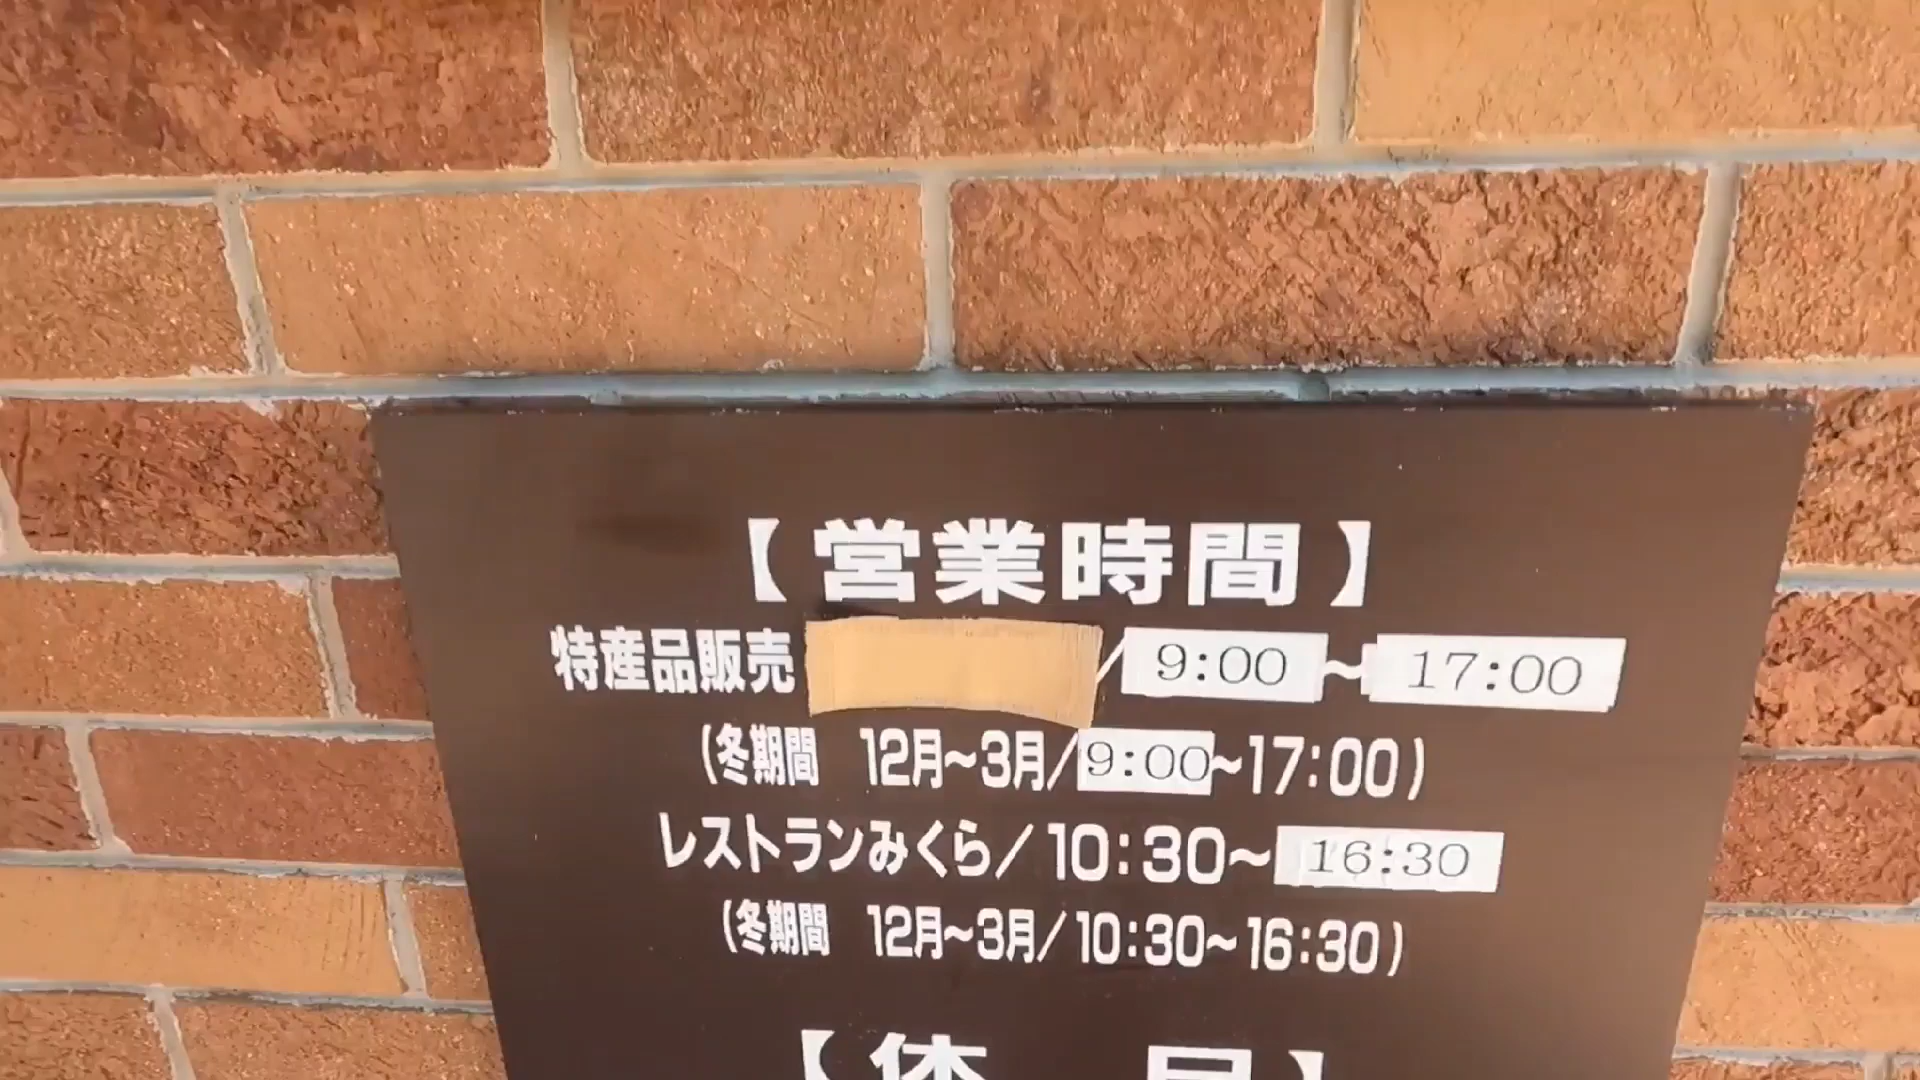 【営業時間】
特産品販売／9:00～17:00
（冬期間　12月～3月／9:00～17:00）
レストランみくら／10:30～16:30
（冬期間　12月～3月／10:30～16:30）
【休